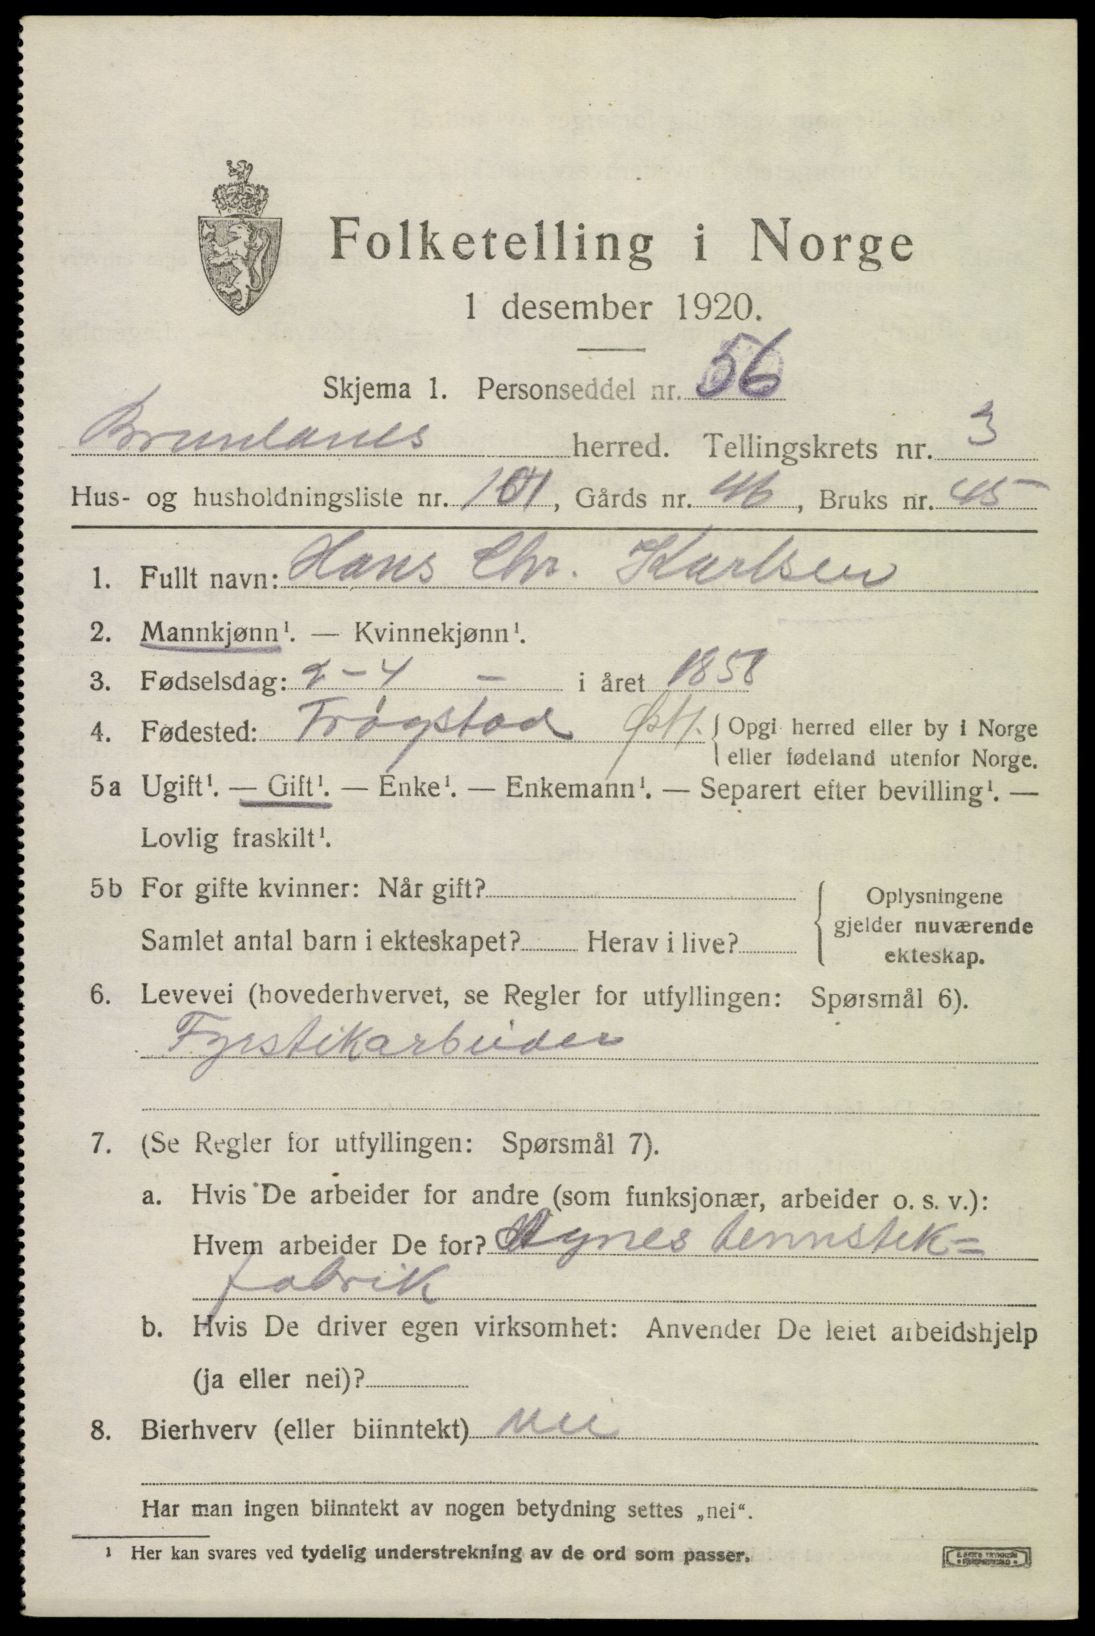 Folketelling i Norge
1 desember 1920.
Skjema 1. Personseddel nr. 56
Brunlanes herred. Tellingskrets nr. 3
Hus- og husholdningsliste nr. 101, Gårds nr. 46, Bruks nr. 45
1. Fullt navn: Hans Chr. Karlsen
2. Mannkjønn¹. — Kvinnekjønn¹.
3. Fødselsdag: 2-4 - i året 1858
4. Fødested: Trøgstad Østf. { Opgi herred eller by i Norge
eller fødeland utenfor Norge.
5a Ugift¹. — Gift¹. — Enke¹. — Enkemann¹. — Separert efter bevilling¹. —
Lovlig fraskilt¹.
5b For gifte kvinner: Når gift?
Samlet antal barn i ekteskapet? Herav i live?
{ Oplysningene
gjelder nuværende
ekteskap.
6. Levevei (hovederhvervet, se Regler for utfyllingen: Spørsmål 6).
Fyrstikarbeider
7. (Se Regler for utfyllingen: Spørsmål 7).
a. Hvis De arbeider for andre (som funksjonær, arbeider o. s. v.):
Hvem arbeider De for? Agnes tennstik=
fabrik
b. Hvis De driver egen virksomhet: Anvender De leiet arbeidshjelp
(ja eller nei)?
8. Bierhverv (eller biinntekt) nei
Har man ingen biinntekt av nogen betydning settes „nei“.
¹ Her kan svares ved tydelig understrekning av de ord som passer.